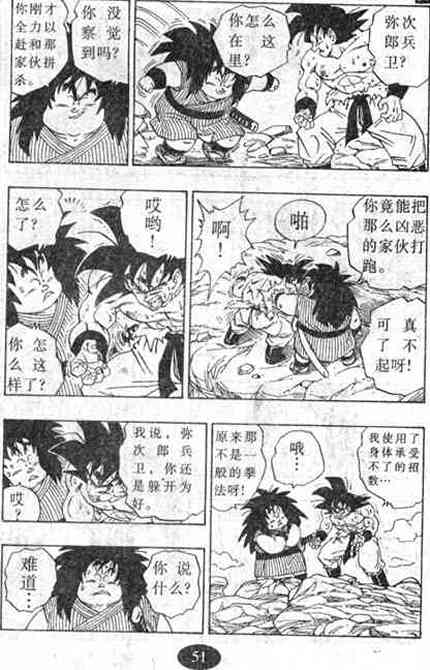 弥次
郎兵
卫?
你怎么
在这
里?
你没
觉察
到吗?
你刚才
全力以
赴和那
家伙拼
杀。
你竟能把
那么凶恶
的家伙打
跑。
可真
了不
起呀!
啪
啊!
哎
哟!
怎么
了?
你怎
么这
样了?
我使用了
身体承受
不了的招
数…
哦…
原来那
不是一
般的拳
法呀!
我说，弥
次郎兵
卫，你还
是躲开为
好。
哎?
你说
什么?
难
道…
51